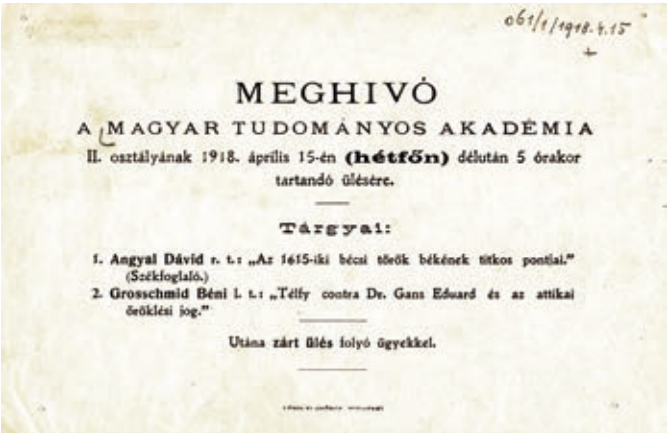 061/1/1918.4.15
MEGHIVÓ
A MAGYAR TUDOMÁNYOS AKADÉMIA
II. osztályának 1918. április 15-én (hétfőn) délután 5 órakor
tartandó ülésére.
Tárgyai:
1. Angyal Dávid r. t.: „Az 1615-iki bécsi török békének titkos pontjai."
(Székfoglaló.)
2. Grosschmid Béni l. t.: „Télfy contra Dr. Gans Eduard és az attikai
öröklési jog."
Utána zárt ülés folyó ügyekkel.